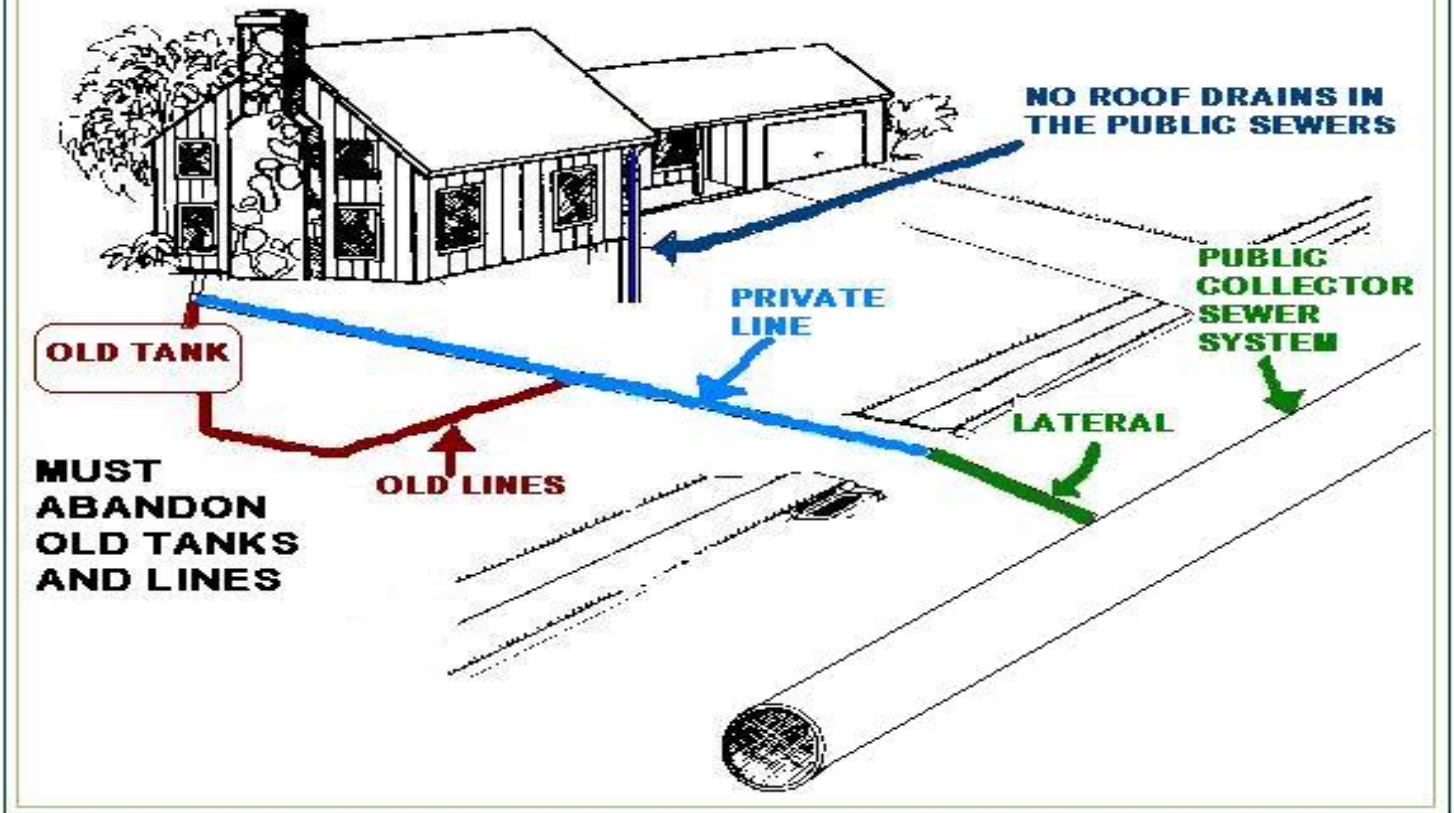 NO ROOF DRAINS IN
THE PUBLIC SEWERS
PUBLIC
COLLECTOR
SEWER
SYSTEM
PRIVATE
LINE
OLD TANK
LATERAL
OLD LINES
MUST
ABANDON
OLD TANKS
AND LINES